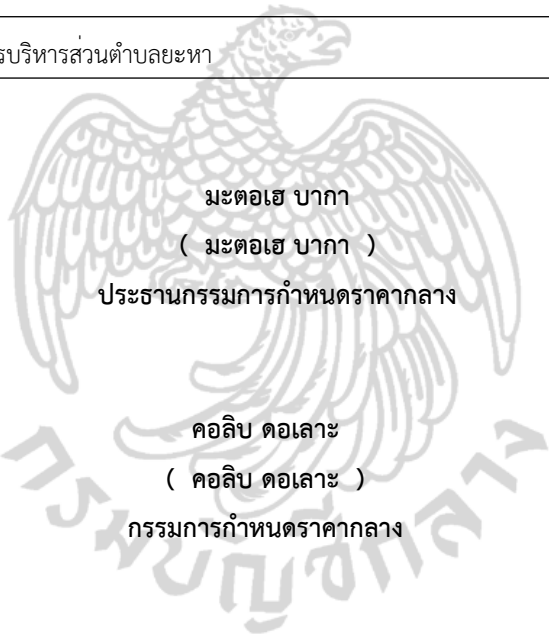 รบริหารส่วนตำบลยะหา
มะตอเฮ บากา
( มะตอเฮ บากา )
ประธานกรรมการกำหนดราคากลาง
คอลิบ ดอเลาะ
( คอลิบ ดอเลาะ )
กรรมการกำหนดราคากลาง
กรมบัญชีกลาง